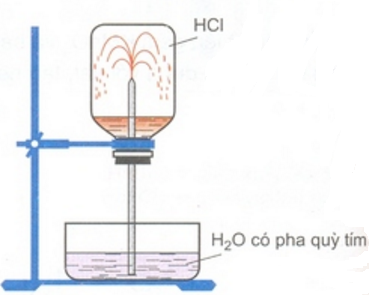 HCl
H₂O có pha quỳ tím